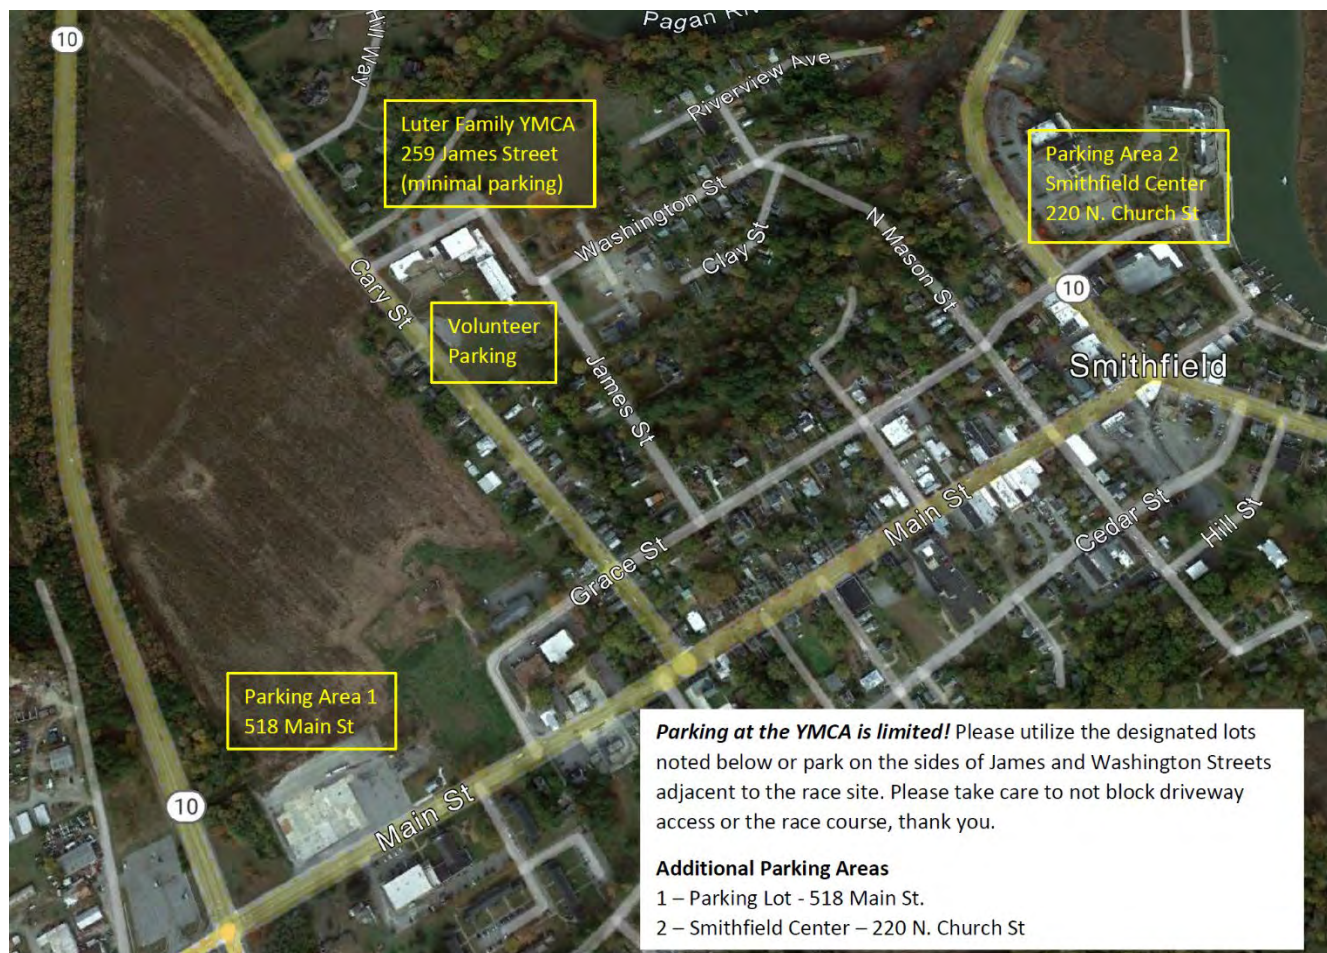 Pagan Riv
10
Hill Way
Riverview Ave
Luter Family YMCA
259 James Street
(minimal parking)
Parking Area 2
Smithfield Center
220 N. Church St
Washington St
Clay St
N Mason St
Cary St
10
Volunteer
Parking
James St
Smithfield
Main St
Cedar St
Hill St
Grace St
Parking Area 1
518 Main St
10
Main St
Parking at the YMCA is limited! Please utilize the designated lots
noted below or park on the sides of James and Washington Streets
adjacent to the race site. Please take care to not block driveway
access or the race course, thank you.
Additional Parking Areas
1 – Parking Lot - 518 Main St.
2 – Smithfield Center – 220 N. Church St